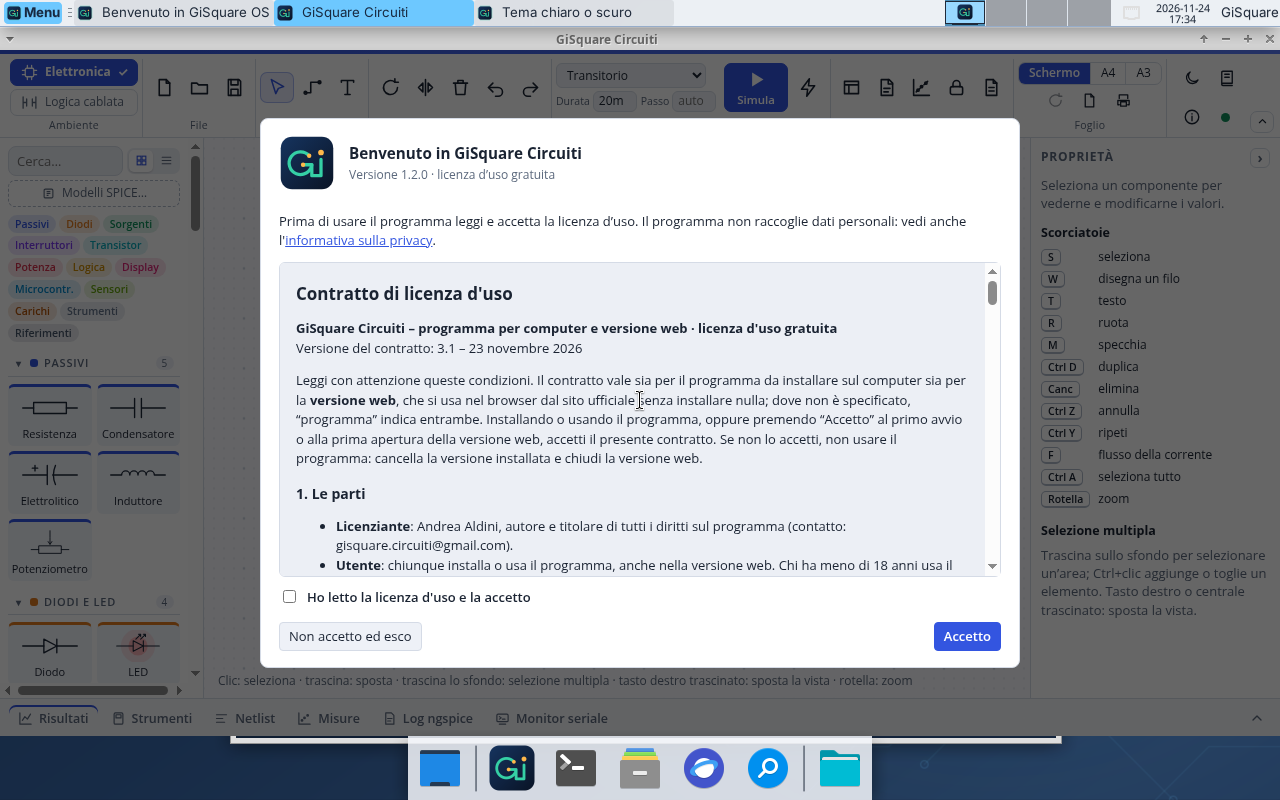 Menu
Benvenuto in GiSquare OS
GiSquare Circuiti
Tema chiaro o scuro
2026-11-24
17:34
GiSquare
GiSquare Circuiti
Elettronica
Logica cablata
Ambiente
File
Transitorio
Durata 20m Passo auto
Simula
Schermo A4 A3
Foglio
Cerca...
Modelli SPICE...
Passivi Diodi Sorgenti
Interruttori Transistor
Potenza Logica Display
Microcontr. Sensori
Carichi Strumenti
Riferimenti
PASSIVI 5
Resistenza Condensatore
Elettrolitico Induttore
Potenziometro
DIODI E LED 4
Diodo LED
Benvenuto in GiSquare Circuiti
Versione 1.2.0 · licenza d’uso gratuita
Prima di usare il programma leggi e accetta la licenza d’uso. Il programma non raccoglie dati personali: vedi anche
l'informativa sulla privacy.
Contratto di licenza d'uso
GiSquare Circuiti – programma per computer e versione web · licenza d'uso gratuita
Versione del contratto: 3.1 – 23 novembre 2026
Leggi con attenzione queste condizioni. Il contratto vale sia per il programma da installare sul computer sia per
la versione web, che si usa nel browser dal sito ufficiale senza installare nulla; dove non è specificato,
“programma” indica entrambe. Installando o usando il programma, oppure premendo “Accetto” al primo avvio
o alla prima apertura della versione web, accetti il presente contratto. Se non lo accetti, non usare il
programma: cancella la versione installata e chiudi la versione web.
1. Le parti
• Licenziante: Andrea Aldini, autore e titolare di tutti i diritti sul programma (contatto:
gisquare.circuiti@gmail.com).
• Utente: chiunque installa o usa il programma, anche nella versione web. Chi ha meno di 18 anni usa il
Ho letto la licenza d'uso e la accetto
Non accetto ed esco
Accetto
PROPRIETÀ
Seleziona un componente per
vederne e modificarne i valori.
Scorciatoie
S seleziona
W disegna un filo
T testo
R ruota
M specchia
Ctrl D duplica
Canc elimina
Ctrl Z annulla
Ctrl Y ripeti
F flusso della corrente
Ctrl A seleziona tutto
Rotella zoom
Selezione multipla
Trascina sullo sfondo per selezionare
un’area; Ctrl+clic aggiunge o toglie un
elemento. Tasto destro o centrale
trascinato: sposta la vista.
Clic: seleziona · trascina: sposta · trascina lo sfondo: selezione multipla · tasto destro trascinato: sposta la vista · rotella: zoom
Risultati
Strumenti
Netlist
Misure
Log ngspice
Monitor seriale